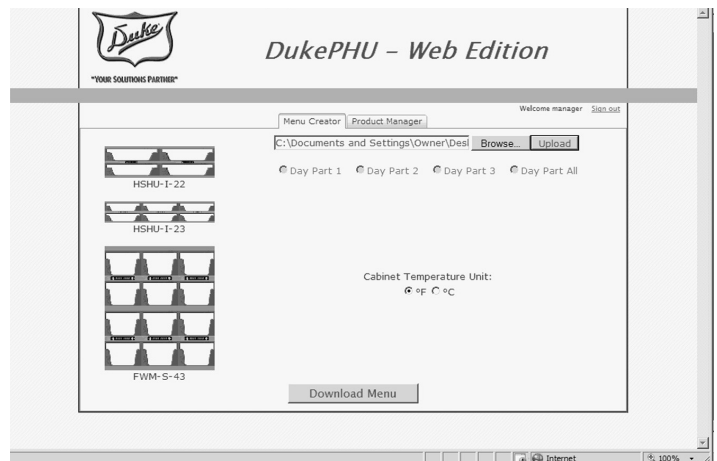 Duke
"YOUR SOLUTIONS PARTNER"
DukePHU – Web Edition
Welcome manager Sign out
Menu Creator Product Manager
C:\Documents and Settings\Owner\Desl Browse... Upload
Day Part 1 Day Part 2 Day Part 3 Day Part All
HSHU-I-22
HSHU-I-23
Cabinet Temperature Unit:
°F °C
FWM-S-43
Download Menu
Internet 100%